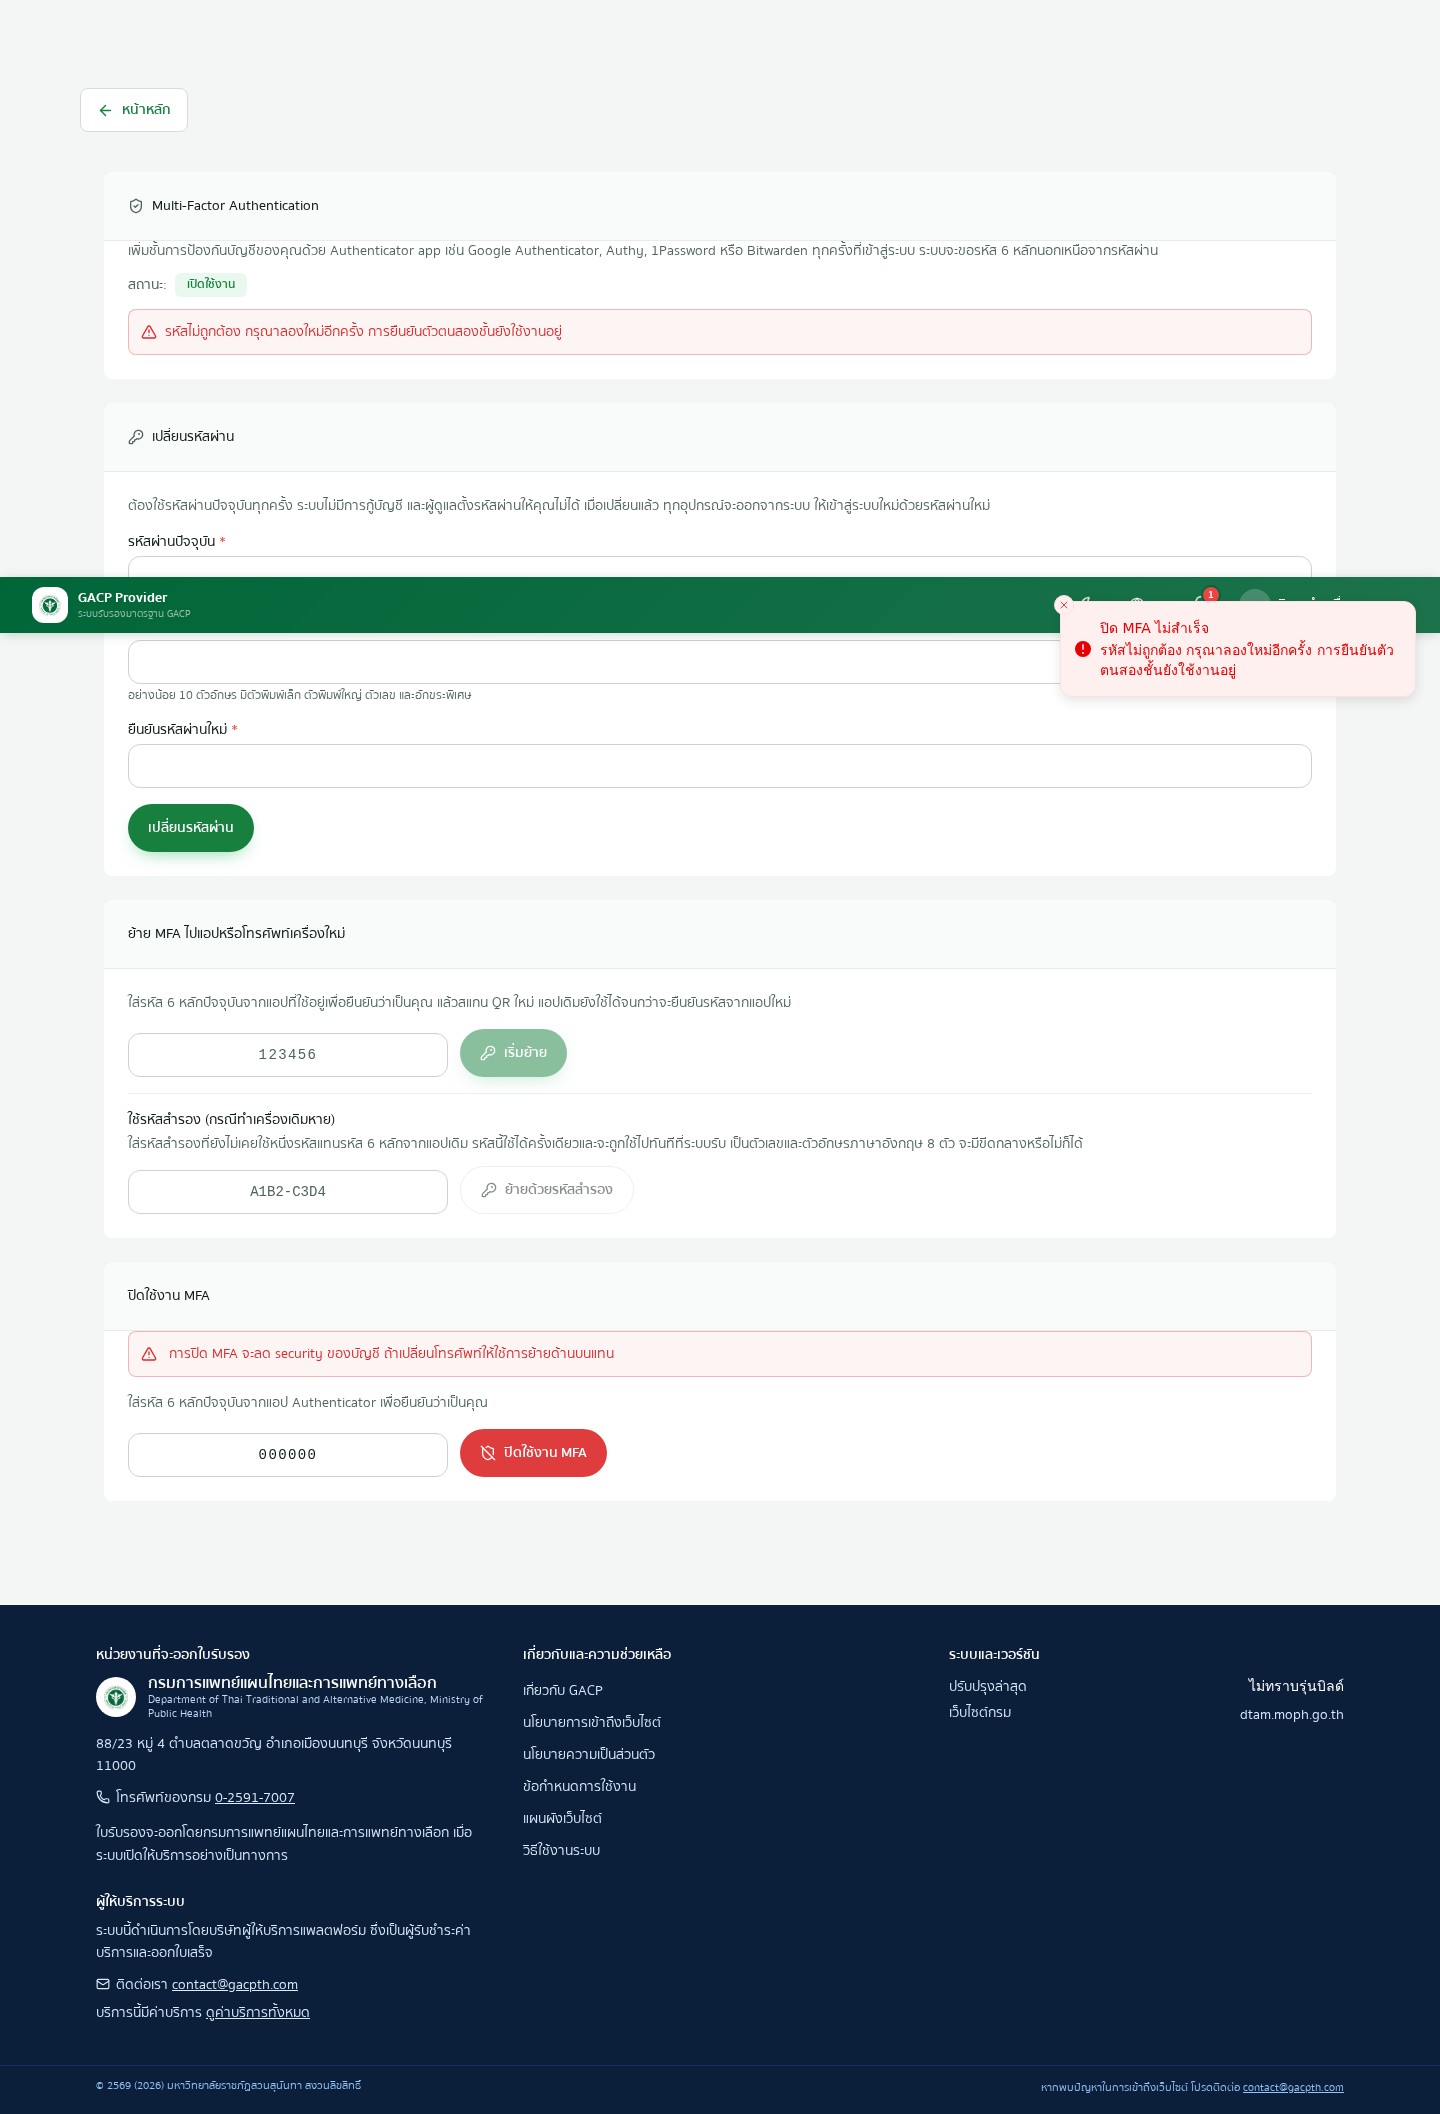 หน้าหลัก
Multi-Factor Authentication
เพิ่มชั้นการป้องกันบัญชีของคุณด้วย Authenticator app เช่น Google Authenticator, Authy, 1Password หรือ Bitwarden ทุกครั้งที่เข้าสู่ระบบ ระบบจะขอรหัส 6 หลักนอกเหนือจากรหัสผ่าน
สถานะ: เปิดใช้งาน
รหัสไม่ถูกต้อง กรุณาลองใหม่อีกครั้ง การยืนยันตัวตนสองชั้นยังใช้งานอยู่
เปลี่ยนรหัสผ่าน
ต้องใช้รหัสผ่านปัจจุบันทุกครั้ง ระบบไม่มีการกู้บัญชี และผู้ดูแลตั้งรหัสผ่านให้คุณไม่ได้ เมื่อเปลี่ยนแล้ว ทุกอุปกรณ์จะออกจากระบบ ให้เข้าสู่ระบบใหม่ด้วยรหัสผ่านใหม่
รหัสผ่านปัจจุบัน *
GACP Provider
ระบบรับรองมาตรฐาน GACP
1
ปิด MFA ไม่สำเร็จ
รหัสไม่ถูกต้อง กรุณาลองใหม่อีกครั้ง การยืนยันตัว
ตนสองชั้นยังใช้งานอยู่
อย่างน้อย 10 ตัวอักษร มีตัวพิมพ์เล็ก ตัวพิมพ์ใหญ่ ตัวเลข และอักขระพิเศษ
ยืนยันรหัสผ่านใหม่ *
เปลี่ยนรหัสผ่าน
ย้าย MFA ไปแอปหรือโทรศัพท์เครื่องใหม่
ใส่รหัส 6 หลักปัจจุบันจากแอปที่ใช้อยู่เพื่อยืนยันว่าเป็นคุณ แล้วสแกน QR ใหม่ แอปเดิมยังใช้ได้จนกว่าจะยืนยันรหัสจากแอปใหม่
123456
เริ่มย้าย
ใช้รหัสสำรอง (กรณีทำเครื่องเดิมหาย)
ใส่รหัสสำรองที่ยังไม่เคยใช้หนึ่งรหัสแทนรหัส 6 หลักจากแอปเดิม รหัสนี้ใช้ได้ครั้งเดียวและจะถูกใช้ไปทันทีที่ระบบรับ เป็นตัวเลขและตัวอักษรภาษาอังกฤษ 8 ตัว จะมีขีดกลางหรือไม่ก็ได้
A1B2-C3D4
ย้ายด้วยรหัสสำรอง
ปิดใช้งาน MFA
การปิด MFA จะลด security ของบัญชี ถ้าเปลี่ยนโทรศัพท์ให้ใช้การย้ายด้านบนแทน
ใส่รหัส 6 หลักปัจจุบันจากแอป Authenticator เพื่อยืนยันว่าเป็นคุณ
000000
ปิดใช้งาน MFA
หน่วยงานที่จะออกใบรับรอง
กรมการแพทย์แผนไทยและการแพทย์ทางเลือก
Department of Thai Traditional and Alternative Medicine, Ministry of
Public Health
88/23 หมู่ 4 ตำบลตลาดขวัญ อำเภอเมืองนนทบุรี จังหวัดนนทบุรี
11000
โทรศัพท์ของกรม 0-2591-7007
ใบรับรองจะออกโดยกรมการแพทย์แผนไทยและการแพทย์ทางเลือก เมื่อ
ระบบเปิดให้บริการอย่างเป็นทางการ
ผู้ให้บริการระบบ
ระบบนี้ดำเนินการโดยบริษัทผู้ให้บริการแพลตฟอร์ม ซึ่งเป็นผู้รับชำระค่า
บริการและออกใบเสร็จ
ติดต่อเรา contact@gacpth.com
บริการนี้มีค่าบริการ ดูค่าบริการทั้งหมด
เกี่ยวกับและความช่วยเหลือ
เกี่ยวกับ GACP
นโยบายการเข้าถึงเว็บไซต์
นโยบายความเป็นส่วนตัว
ข้อกำหนดการใช้งาน
แผนผังเว็บไซต์
วิธีใช้งานระบบ
ระบบและเวอร์ชัน
ปรับปรุงล่าสุด ไม่ทราบรุ่นบิลด์
เว็บไซต์กรม dtam.moph.go.th
© 2569 (2026) มหาวิทยาลัยราชภัฏสวนสุนันทา สงวนลิขสิทธิ์
หากพบปัญหาในการเข้าถึงเว็บไซต์ โปรดติดต่อ contact@gacpth.com